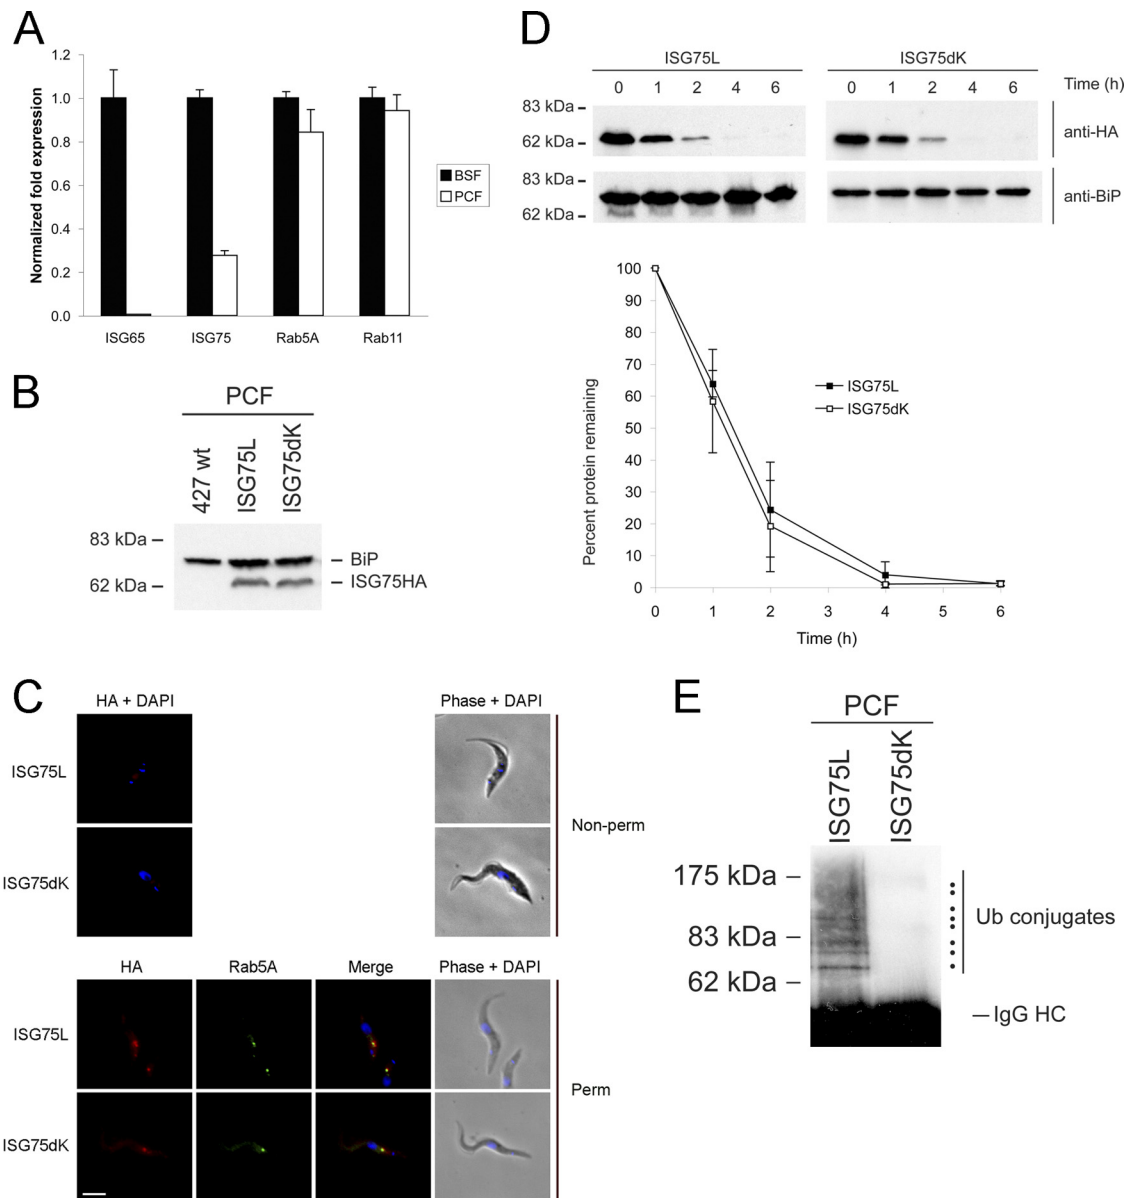 A
1.2
1.0
0.8
0.6
0.4
0.2
0.0
Normalized fold expression
ISG65 ISG75 Rab5A Rab11
BSF
PCF
B
PCF
427 wt ISG75L ISG75dK
83 kDa
62 kDa
BiP
ISG75HA
C
HA + DAPI Phase + DAPI
ISG75L
ISG75dK
Non-perm
HA Rab5A Merge Phase + DAPI
ISG75L
ISG75dK
Perm
D
ISG75L ISG75dK
0 1 2 4 6 0 1 2 4 6 Time (h)
83 kDa
62 kDa
anti-HA
83 kDa
62 kDa
anti-BiP
100
90
80
70
60
50
40
30
20
10
0
Percent protein remaining
ISG75L
ISG75dK
0 1 2 3 4 5 6
Time (h)
E
PCF
ISG75L ISG75dK
175 kDa
83 kDa
62 kDa
Ub conjugates
IgG HC